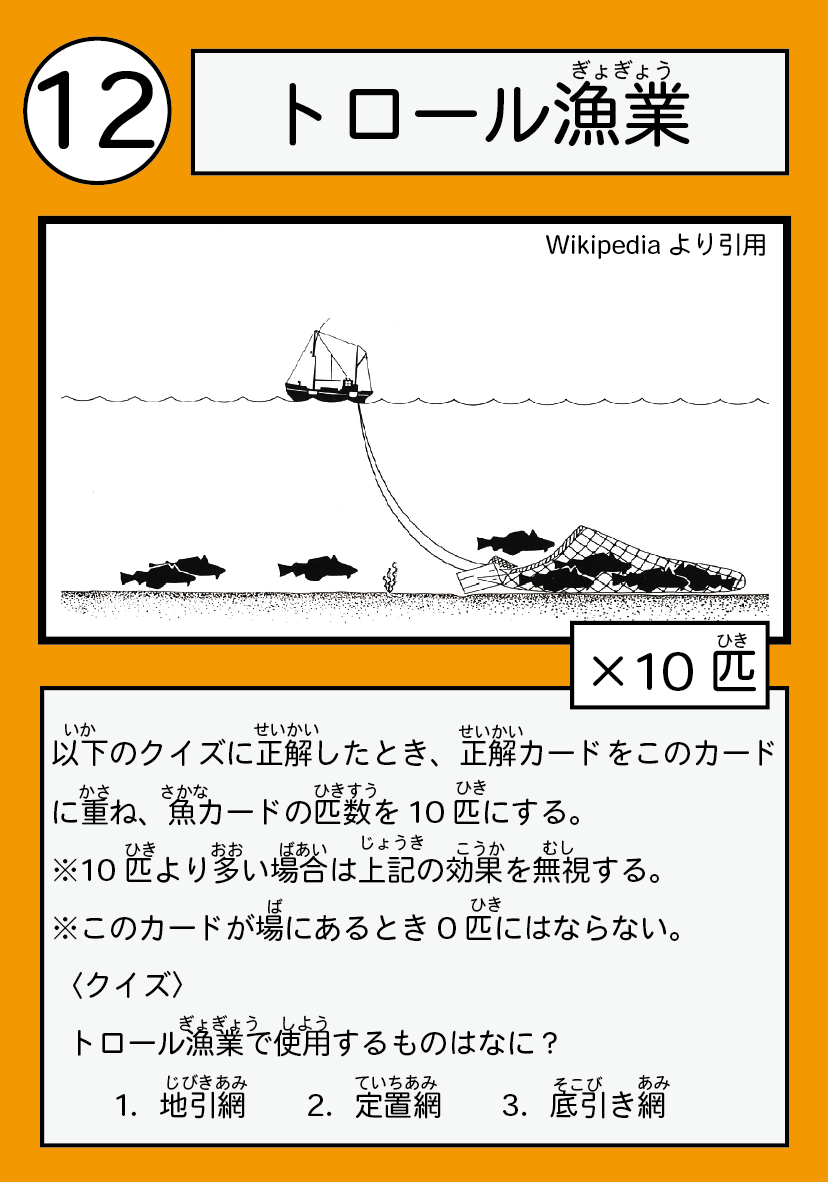 12
ぎょぎょう
トロール漁業
Wikipedia より引用
ひき
×10 匹
いか せいかい せいかい
以下のクイズに正解したとき、正解カードをこのカード
かさ さかな ひきすう ひき
に重ね、魚カードの匹数を 10 匹にする。
ひき おお ばあい じょうき こうか むし
※10 匹より多い場合は上記の効果を無視する。
ば ひき
※このカードが場にあるとき 0 匹にはならない。
〈クイズ〉
ぎょぎょう しよう
トロール漁業で使用するものはなに？
じびきあみ ていちあみ そこび あみ
1. 地引網 2. 定置網 3. 底引き網